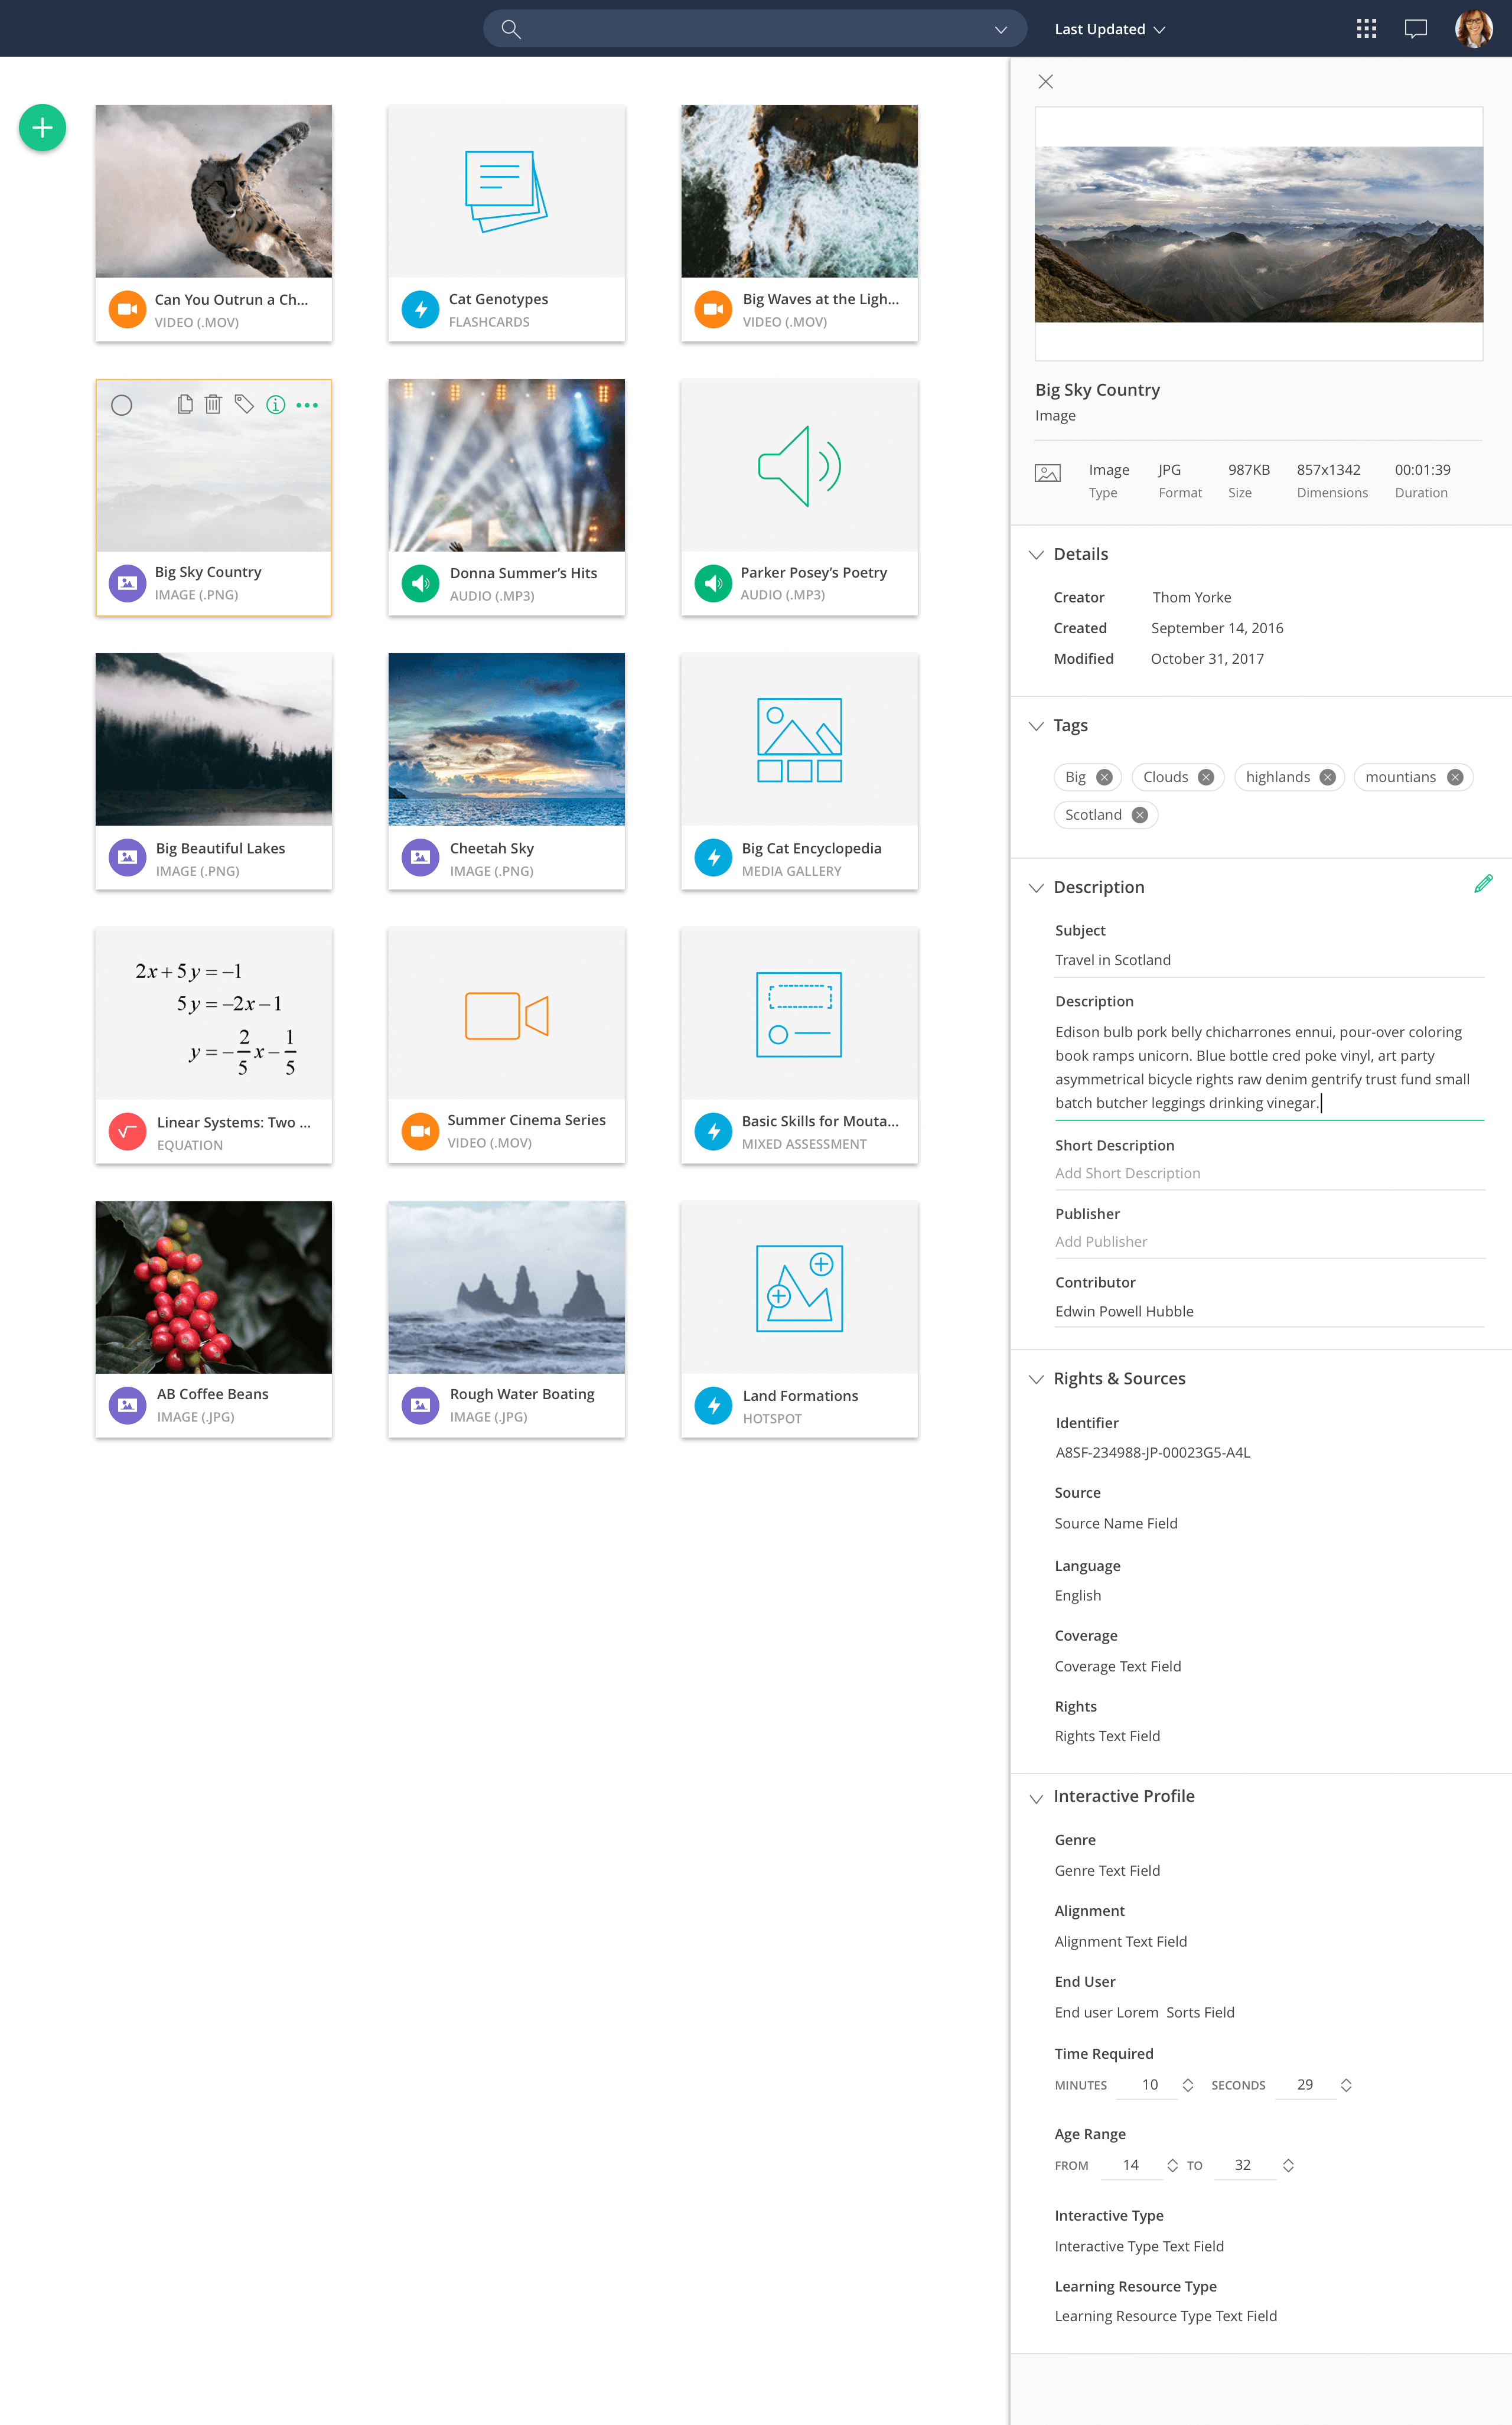 Last Updated
Can You Outrun a Ch...
VIDEO (.MOV)
Cat Genotypes
FLASHCARDS
Big Waves at the Ligh...
VIDEO (.MOV)
Big Sky Country
IMAGE (.PNG)
Donna Summer’s Hits
AUDIO (.MP3)
Parker Posey’s Poetry
AUDIO (.MP3)
Big Beautiful Lakes
IMAGE (.PNG)
Cheetah Sky
IMAGE (.PNG)
Big Cat Encyclopedia
MEDIA GALLERY
2x + 5y = −1
5y = −2x − 1
y = −2/5 x − 1/5
Linear Systems: Two ...
EQUATION
Summer Cinema Series
VIDEO (.MOV)
Basic Skills for Mouta...
MIXED ASSESSMENT
AB Coffee Beans
IMAGE (.JPG)
Rough Water Boating
IMAGE (.JPG)
Land Formations
HOTSPOT
Big Sky Country
Image
Image JPG 987KB 857x1342 00:01:39
Type Format Size Dimensions Duration
Details
Creator Thom Yorke
Created September 14, 2016
Modified October 31, 2017
Tags
Big Clouds highlands mountians
Scotland
Description
Subject
Travel in Scotland
Description
Edison bulb pork belly chicharrones ennui, pour-over coloring
book ramps unicorn. Blue bottle cred poke vinyl, art party
asymmetrical bicycle rights raw denim gentrify trust fund small
batch butcher leggings drinking vinegar.
Short Description
Add Short Description
Publisher
Add Publisher
Contributor
Edwin Powell Hubble
Rights & Sources
Identifier
A8SF-234988-JP-00023G5-A4L
Source
Source Name Field
Language
English
Coverage
Coverage Text Field
Rights
Rights Text Field
Interactive Profile
Genre
Genre Text Field
Alignment
Alignment Text Field
End User
End user Lorem  Sorts Field
Time Required
MINUTES 10 SECONDS 29
Age Range
FROM 14 TO 32
Interactive Type
Interactive Type Text Field
Learning Resource Type
Learning Resource Type Text Field